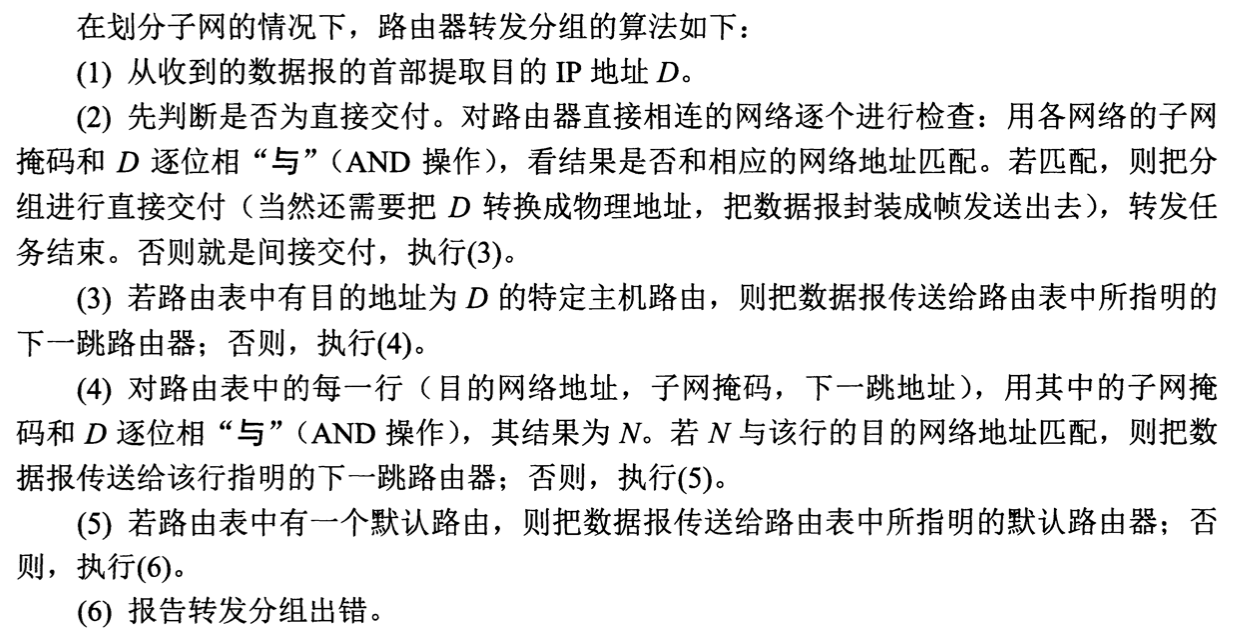 在划分子网的情况下，路由器转发分组的算法如下：
(1) 从收到的数据报的首部提取目的 IP 地址 D。
(2) 先判断是否为直接交付。对路由器直接相连的网络逐个进行检查：用各网络的子网
掩码和 D 逐位相“与”（AND 操作），看结果是否和相应的网络地址匹配。若匹配，则把分
组进行直接交付（当然还需要把 D 转换成物理地址，把数据报封装成帧发送出去），转发任
务结束。否则就是间接交付，执行(3)。
(3) 若路由表中有目的地址为 D 的特定主机路由，则把数据报传送给路由表中所指明的
下一跳路由器；否则，执行(4)。
(4) 对路由表中的每一行（目的网络地址，子网掩码，下一跳地址），用其中的子网掩
码和 D 逐位相“与”（AND 操作），其结果为 N。若 N 与该行的目的网络地址匹配，则把数
据报传送给该行指明的下一跳路由器；否则，执行(5)。
(5) 若路由表中有一个默认路由，则把数据报传送给路由表中所指明的默认路由器；否
则，执行(6)。
(6) 报告转发分组出错。